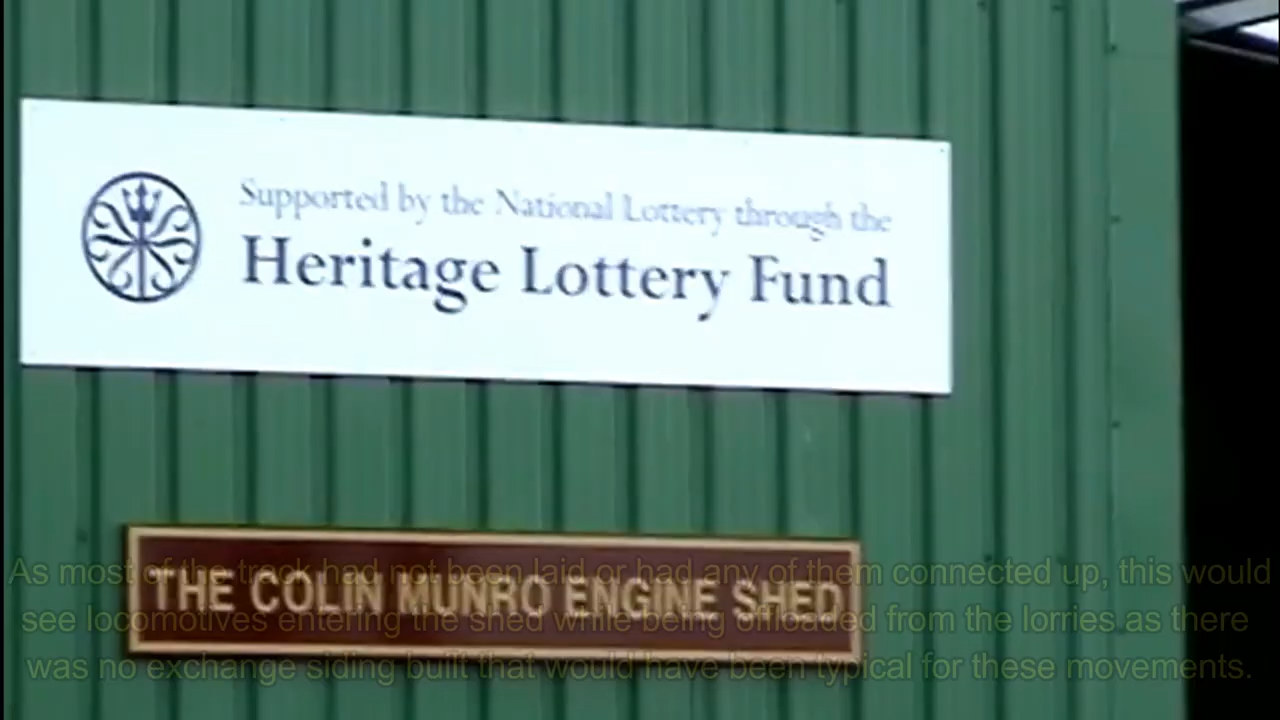 Supported by the National Lottery through the
Heritage Lottery Fund
THE COLIN MUNRO ENGINE SHED
As most of the track had not been laid or had any of them connected up, this would
see locomotives entering the shed while being offloaded from the lorries as there
was no exchange siding built that would have been typical for these movements.